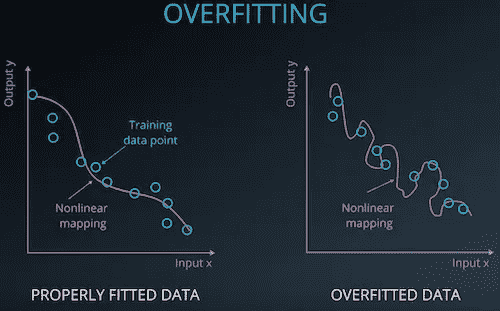 OVERFITTING
Output y
Training
data point
Nonlinear
mapping
Input x
PROPERLY FITTED DATA
Output y
Nonlinear
mapping
Input x
OVERFITTED DATA